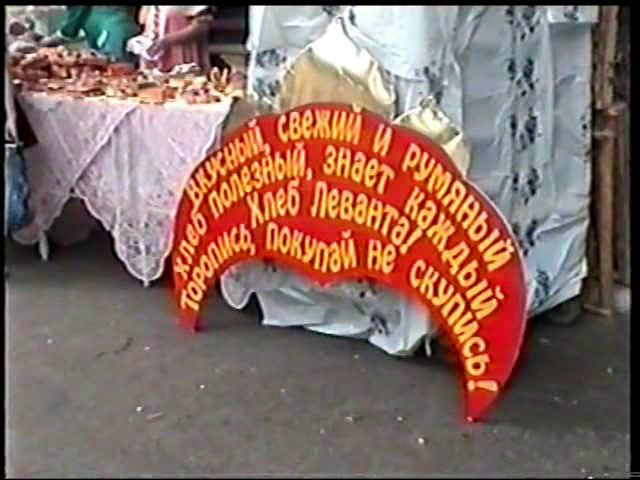 Вкусный, свежий и румяный
Хлеб полезный, знает каждый
Хлеб Леванта!
Торопись, покупай не скупись!